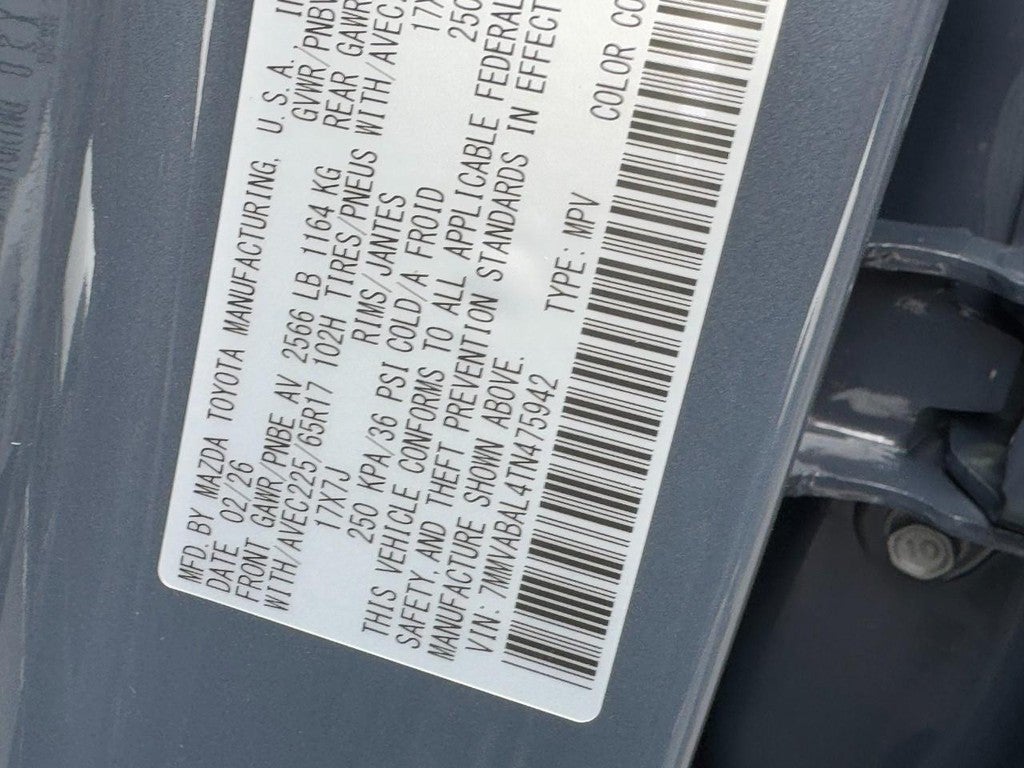 MFD. BY MAZDA TOYOTA MANUFACTURING, U. S. A.,
DATE 02/26 GVWR/PNBV
FRONT GAWR/PNBE AV 2566 LB 1164 KG REAR GAWR
WITH/AVEC225/65R17 102H TIRES/PNEUS WITH/AVEC
17X7J RIMS/JANTES 17X
250 KPA/36 PSI COLD/A FROID 250
THIS VEHICLE CONFORMS TO ALL APPLICABLE FEDERAL
SAFETY, AND THEFT PREVENTION STANDARDS IN EFFECT
MANUFACTURE SHOWN ABOVE.
VIN: 7MMVABAL4TN475942 TYPE: MPV COLOR CO